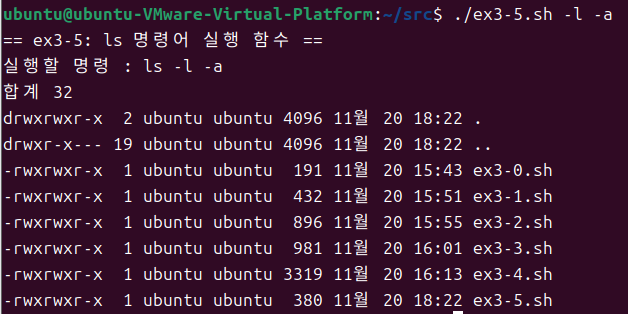 ubuntu@ubuntu-VMware-Virtual-Platform:~/src$ ./ex3-5.sh -l -a
== ex3-5: ls 명령어 실행 함수 ==
실행할 명령 : ls -l -a
합계 32
drwxrwxr-x  2 ubuntu ubuntu 4096 11월 20 18:22 .
drwxr-x--- 19 ubuntu ubuntu 4096 11월 20 18:22 ..
-rwxrwxr-x  1 ubuntu ubuntu  191 11월 20 15:43 ex3-0.sh
-rwxrwxr-x  1 ubuntu ubuntu  432 11월 20 15:51 ex3-1.sh
-rwxrwxr-x  1 ubuntu ubuntu  896 11월 20 15:55 ex3-2.sh
-rwxrwxr-x  1 ubuntu ubuntu  981 11월 20 16:01 ex3-3.sh
-rwxrwxr-x  1 ubuntu ubuntu 3319 11월 20 16:13 ex3-4.sh
-rwxrwxr-x  1 ubuntu ubuntu  380 11월 20 18:22 ex3-5.sh